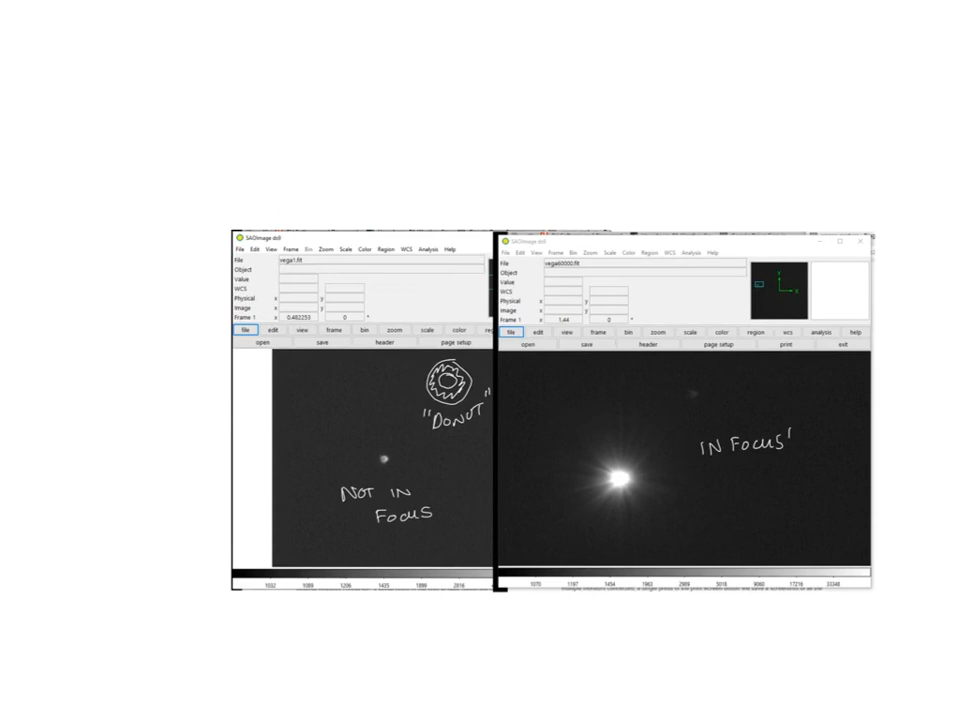 SAOImage ds9
File Edit View Frame Bin Zoom Scale Color Region WCS Analysis Help
File vega1.fit
Object
Value
WCS
Physical x y
Image x y
Frame 1 x 0.482253 0 °
file edit view frame bin zoom scale color reg
open save header page setup
"DONUT"
NOT IN
FOCUS
1032 1089 1206 1435 1898 2816
SAOImage ds9
File Edit View Frame Bin Zoom Scale Color Region WCS Analysis Help
File vega60000.fit
Object
Value
WCS
Physical x y
Image x y
Frame 1 x 1.44 0 °
file edit view frame bin zoom scale color region wcs analysis help
open save header page setup print exit
Y
X
IN FOCUS'
1070 1197 1454 1963 2989 5018 9060 17216 33348